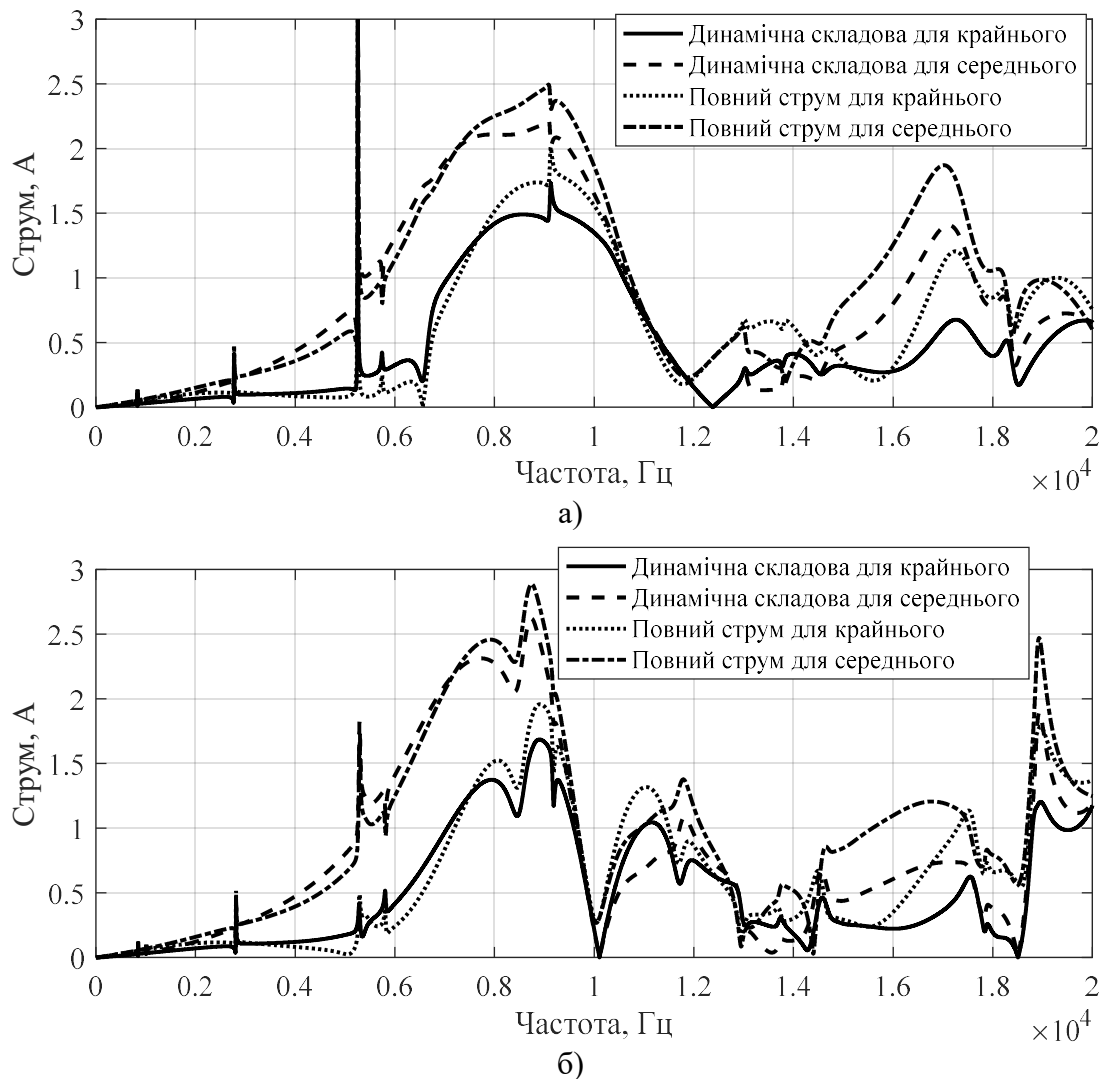 3
2.5
2
1.5
1
0.5
0
Струм, А
Динамічна складова для крайнього
Динамічна складова для середнього
Повний струм для крайнього
Повний струм для середнього
0 0.2 0.4 0.6 0.8 1 1.2 1.4 1.6 1.8 2
Частота, Гц
×10⁴
а)
3
2.5
2
1.5
1
0.5
0
Струм, А
Динамічна складова для крайнього
Динамічна складова для середнього
Повний струм для крайнього
Повний струм для середнього
0 0.2 0.4 0.6 0.8 1 1.2 1.4 1.6 1.8 2
Частота, Гц
×10⁴
б)